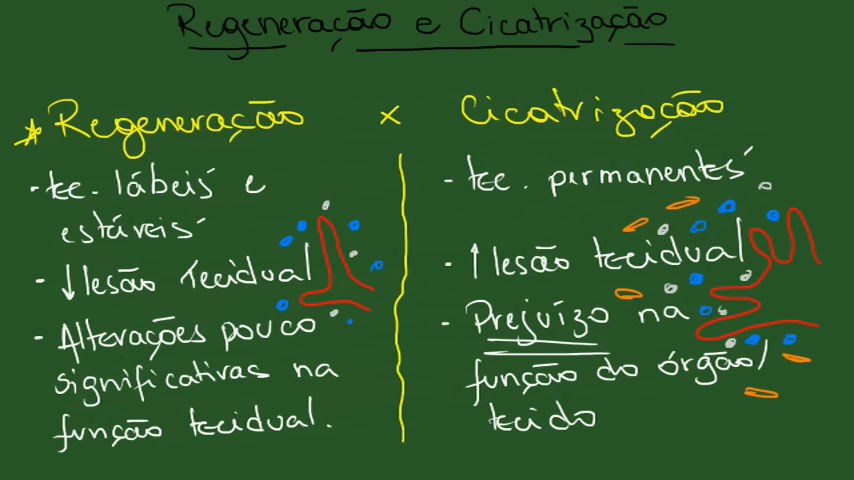 Regeneração e Cicatrização
* Regeneração x Cicatrização
- tec. lábeis e
estáveis
- ↓ lesão tecidual
- Alterações pouco
significativas na
função tecidual.
- tec. permanentes
- ↑ lesão tecidual
- Prejuízo na
função do órgão/
tecido